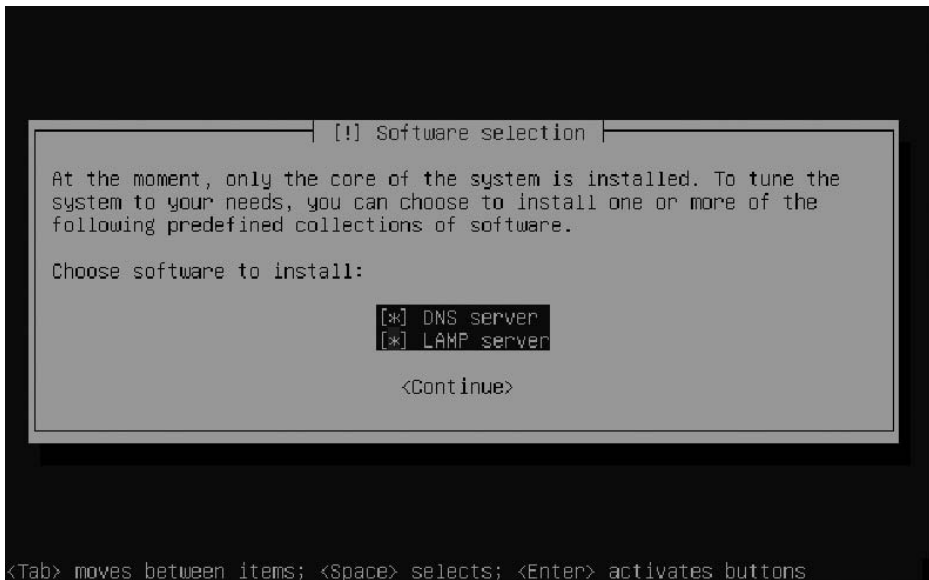 [!] Software selection
At the moment, only the core of the system is installed. To tune the
system to your needs, you can choose to install one or more of the
following predefined collections of software.
Choose software to install:
[*] DNS server
[*] LAMP server
<Continue>
<Tab> moves between items; <Space> selects; <Enter> activates buttons